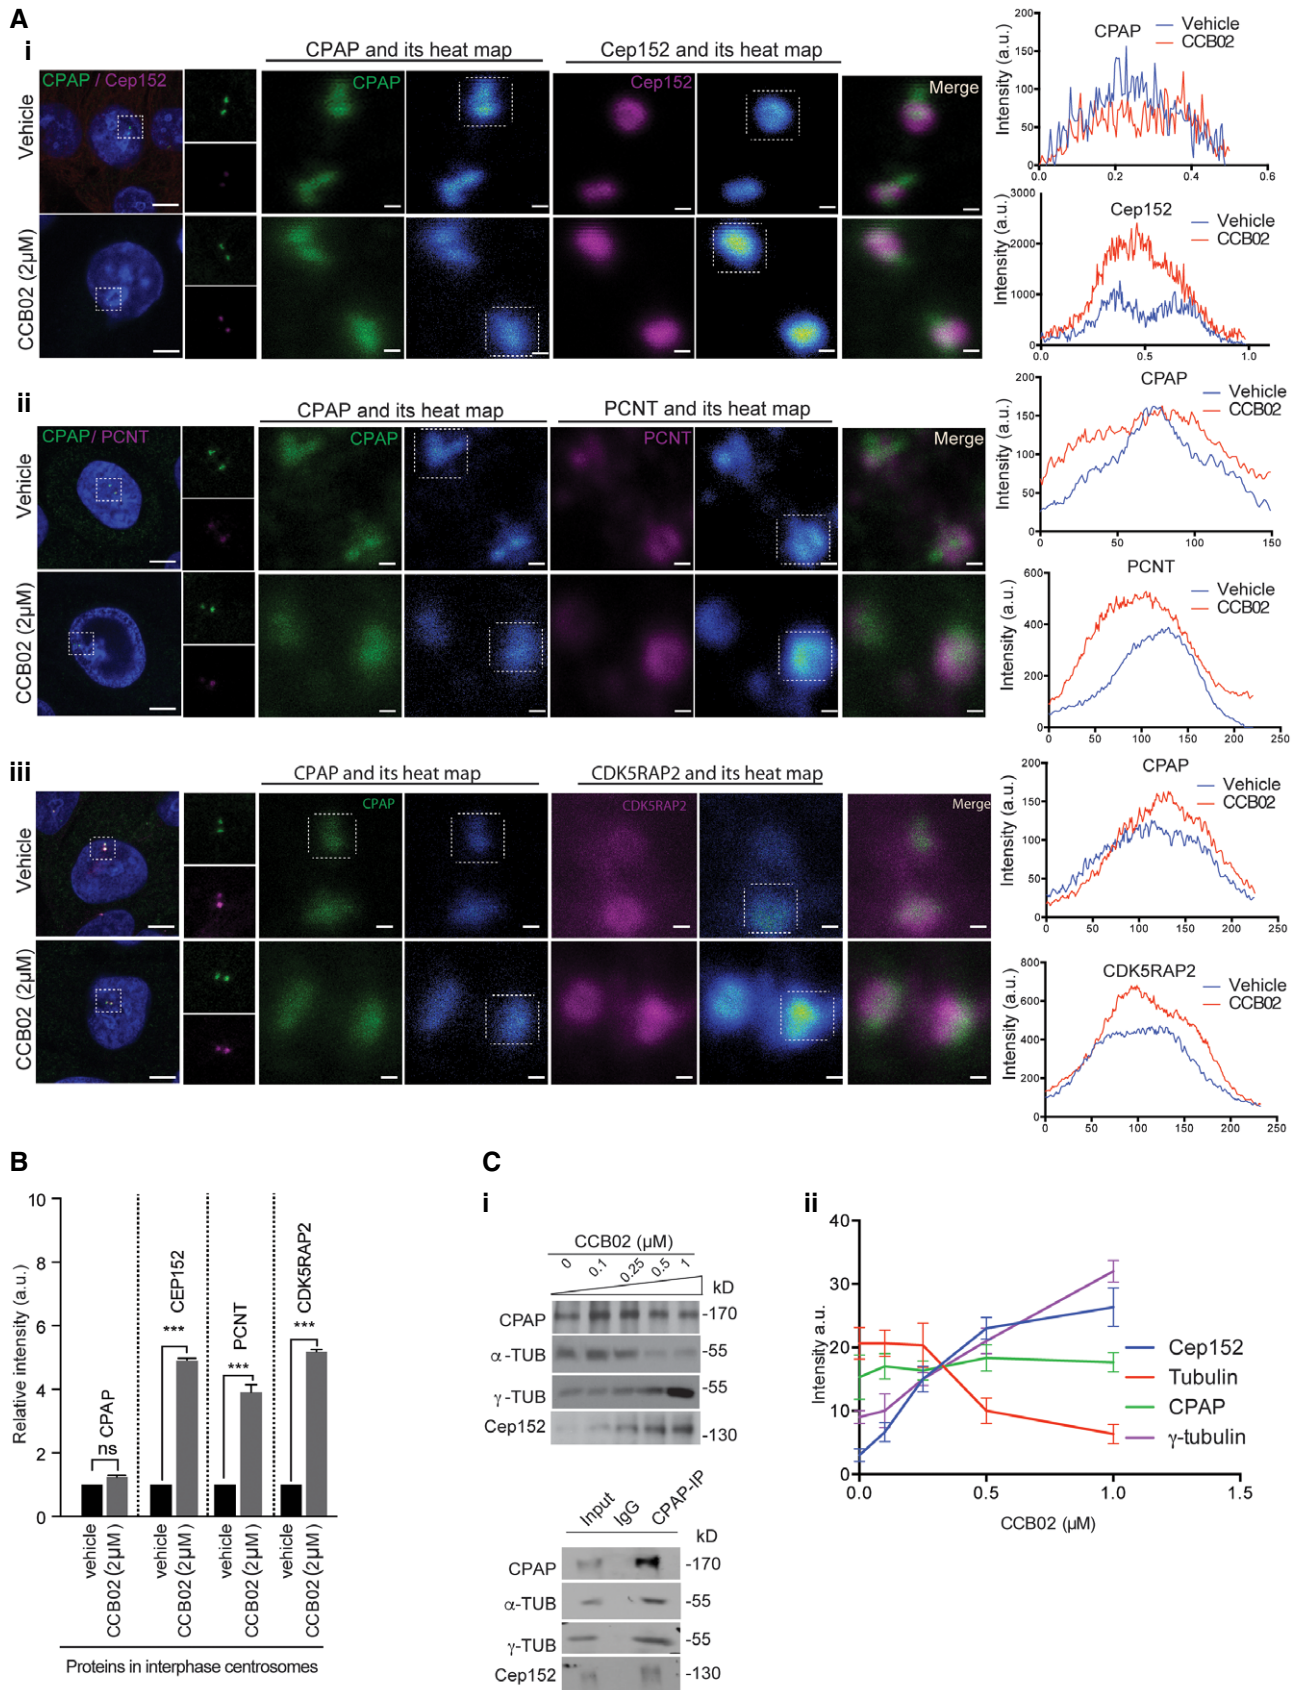 A
i
CPAP and its heat map
Cep152 and its heat map
CPAP / Cep152
CPAP
Cep152
Merge
Vehicle
CCB02 (2µM)
CPAP
Vehicle
CCB02
Intensity (a.u.)
200
150
100
50
0
0.0
0.2
0.4
0.6
Cep152
Vehicle
CCB02
Intensity (a.u.)
3000
2000
1000
0
0.0
0.5
1.0
ii
CPAP and its heat map
PCNT and its heat map
CPAP/ PCNT
CPAP
PCNT
Merge
Vehicle
CCB02 (2µM)
CPAP
Vehicle
CCB02
Intensity (a.u.)
200
150
100
50
0
0
50
100
150
PCNT
Vehicle
CCB02
Intensity (a.u.)
600
400
200
0
0
50
100
150
200
250
iii
CPAP and its heat map
CDK5RAP2 and its heat map
CPAP
CDK5RAP2
Merge
Vehicle
CCB02 (2µM)
CPAP
Vehicle
CCB02
Intensity (a.u.)
200
150
100
50
0
0
50
100
150
200
250
CDK5RAP2
Vehicle
CCB02
Intensity (a.u.)
800
600
400
200
0
0
50
100
150
200
250
B
Relative intensity (a.u.)
10
8
6
4
2
0
CPAP
ns
CEP152
***
PCNT
***
CDK5RAP2
***
vehicle
CCB02 (2µM)
vehicle
CCB02 (2µM)
vehicle
CCB02 (2µM)
vehicle
CCB02 (2µM)
Proteins in interphase centrosomes
C
i
CCB02 (µM)
0 0.1 0.25 0.5 1
kD
CPAP -170
α-TUB -55
γ-TUB -55
Cep152 -130
Input IgG CPAP-IP
kD
CPAP -170
α-TUB -55
γ-TUB -55
Cep152 -130
ii
Intensity a.u.
40
30
20
10
0
0.0
0.5
1.0
1.5
CCB02 (µM)
Cep152
Tubulin
CPAP
γ-tubulin